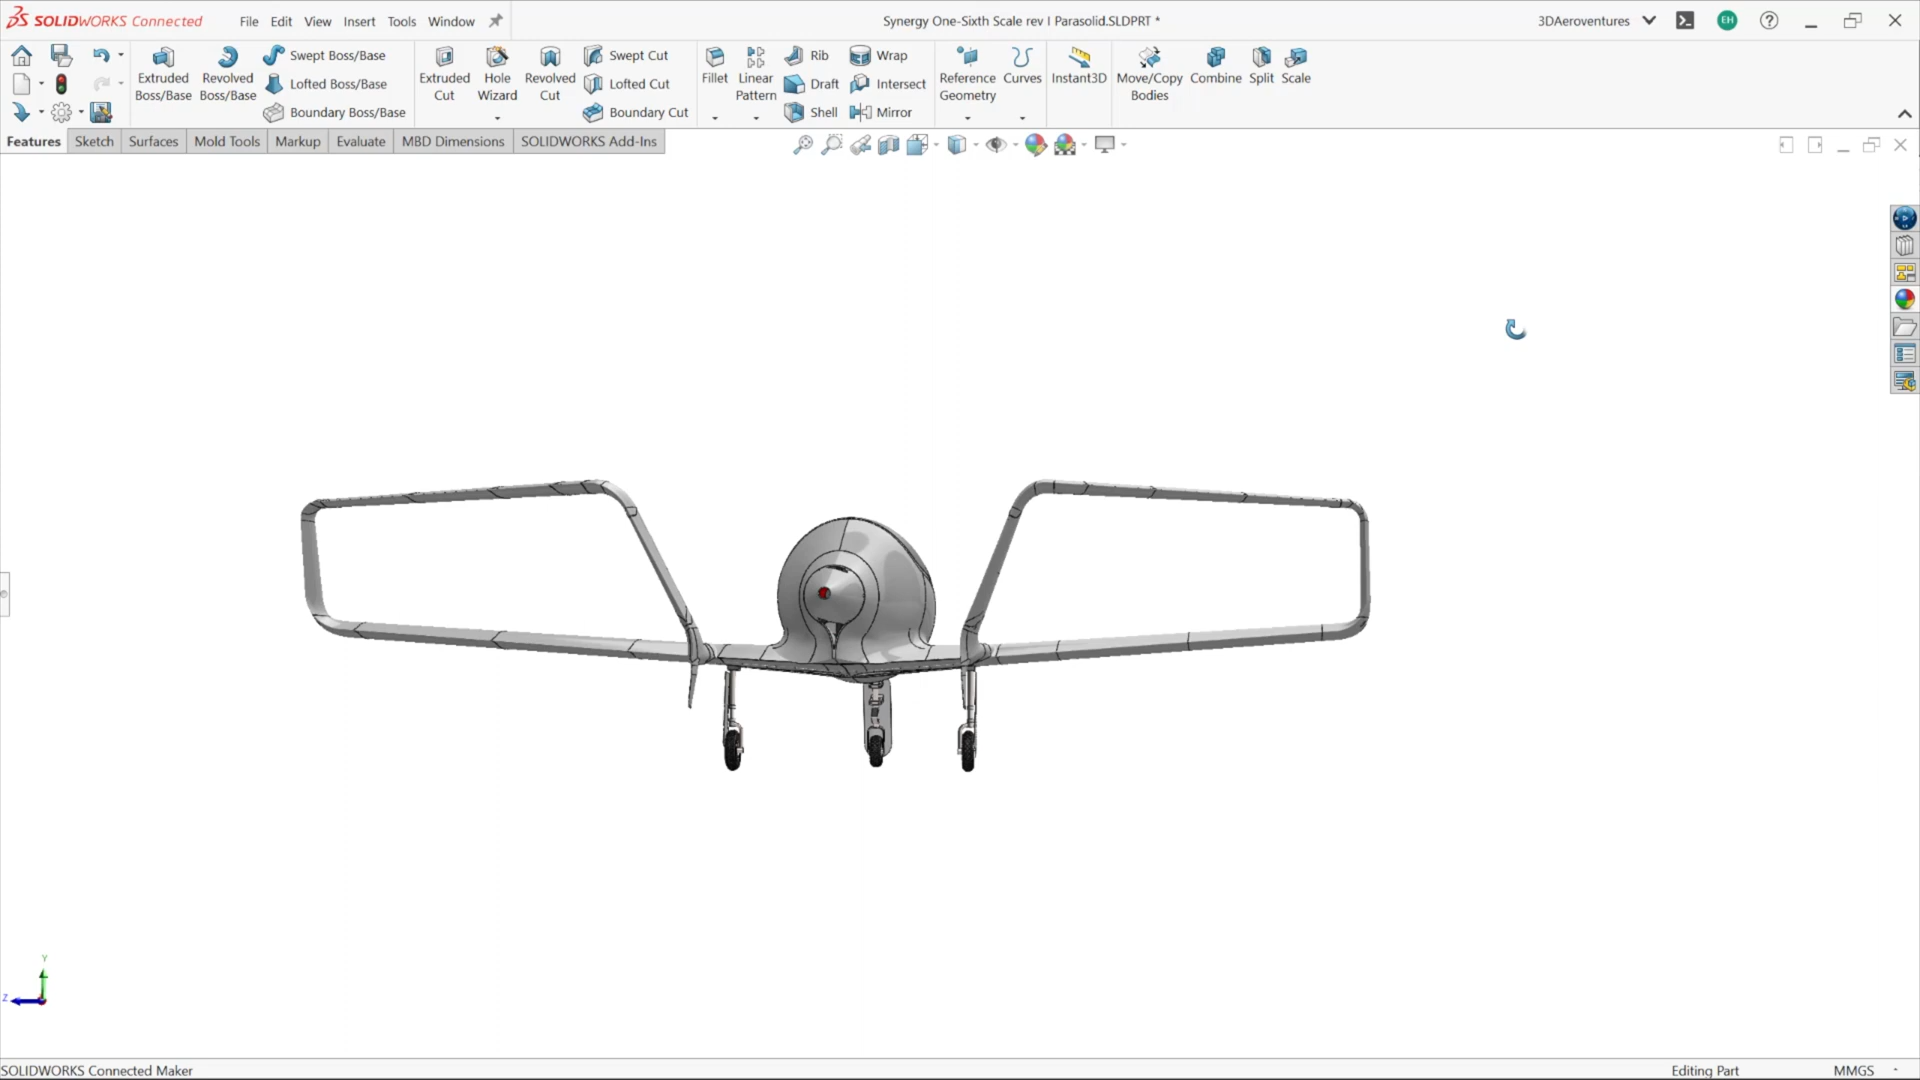 SOLIDWORKS Connected File Edit View Insert Tools Window Synergy One-Sixth Scale rev I Parasolid.SLDPRT * 3DAeroventures EH ?
Extruded Boss/Base
Revolved Boss/Base
Swept Boss/Base
Lofted Boss/Base
Boundary Boss/Base
Extruded Cut
Hole Wizard
Revolved Cut
Swept Cut
Lofted Cut
Boundary Cut
Fillet
Linear Pattern
Rib
Draft
Shell
Wrap
Intersect
Mirror
Reference Geometry
Curves
Instant3D
Move/Copy Bodies
Combine
Split
Scale
Features Sketch Surfaces Mold Tools Markup Evaluate MBD Dimensions SOLIDWORKS Add-Ins
Y
Z
SOLIDWORKS Connected Maker Editing Part MMGS